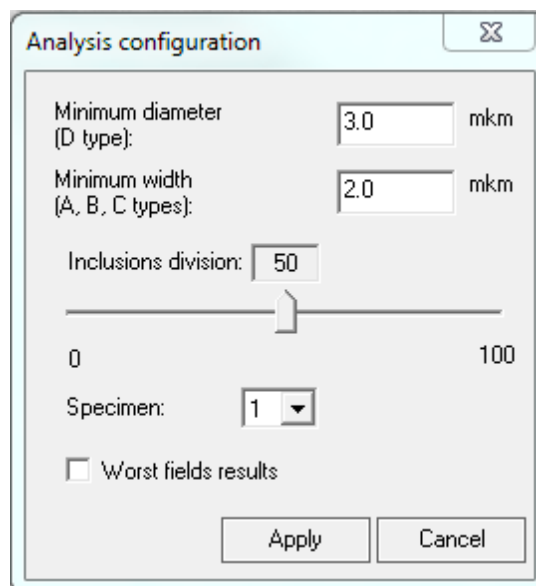 Analysis configuration
Minimum diameter
(D type):
3.0 mkm
Minimum width
(A, B, C types):
2.0 mkm
Inclusions division: 50
0 100
Specimen: 1
Worst fields results
Apply Cancel